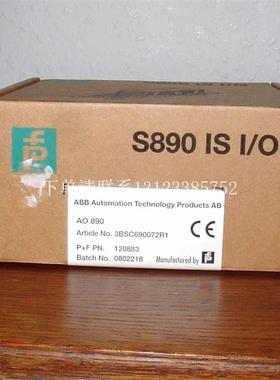 S890 IS I/O
下单请联系13123385752
ABB Automation Technology Products AB
AO 890
Article No. 3BSC690072R1
P+F PN. 120883
Batch No. 0802218
Manufactured by
CE